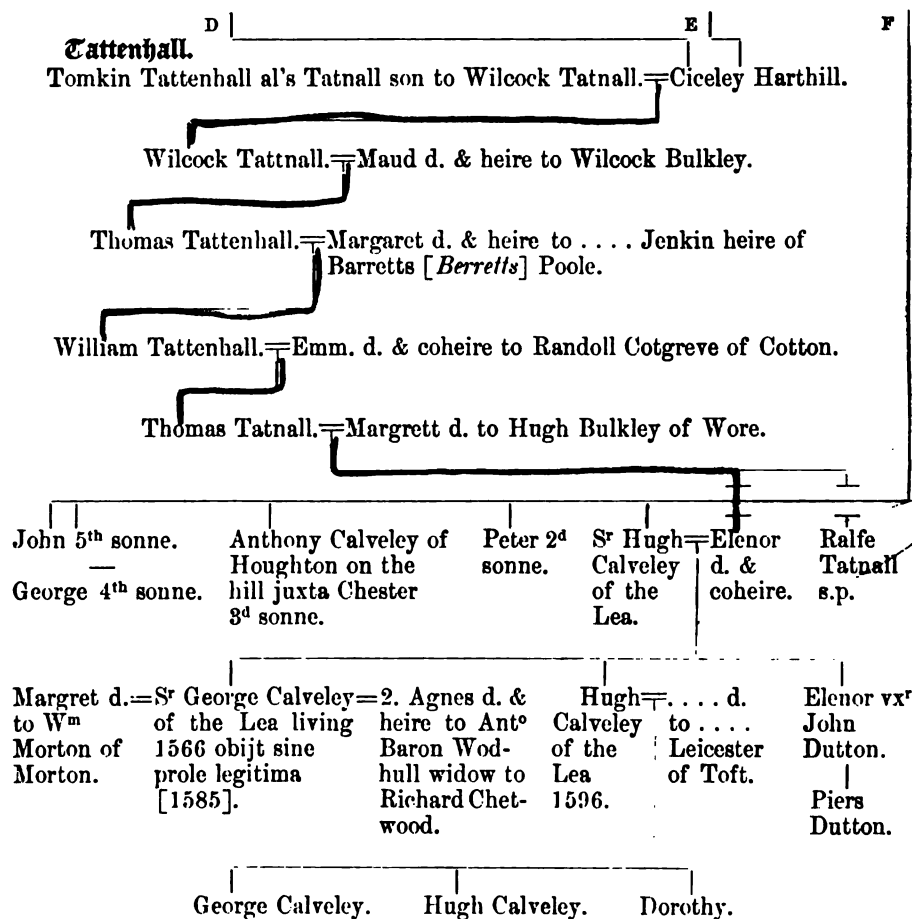 D E F
Tattenhall.
Tomkin Tattenhall al's Tatnall son to Wilcock Tatnall.=Ciceley Harthill.
Wilcock Tattnall.=Maud d. & heire to Wilcock Bulkley.
Thomas Tattenhall.=Margaret d. & heire to . . . . Jenkin heire of
Barretts [Berretts] Poole.
William Tattenhall.=Emm. d. & coheire to Randoll Cotgreve of Cotton.
Thomas Tatnall.=Margrett d. to Hugh Bulkley of Wore.
John 5th sonne.
—
George 4th sonne.
Anthony Calveley of
Houghton on the
hill juxta Chester
3d sonne.
Peter 2d
sonne.
Sr Hugh=
Calveley
of the
Lea.
Elenor
d. &
coheire.
Ralfe
Tatnall
s.p.
Margret d.=
to Wm
Morton of
Morton.
Sr George Calveley=
of the Lea living
1566 obijt sine
prole legitima
[1585].
2. Agnes d. &
heire to Anto
Baron Wod-
hull widow to
Richard Chet-
wood.
Hugh=
Calveley
of the
Lea
1596.
. . . . d.
to . . . .
Leicester
of Toft.
Elenor vxr
John
Dutton.
Piers
Dutton.
George Calveley. Hugh Calveley. Dorothy.